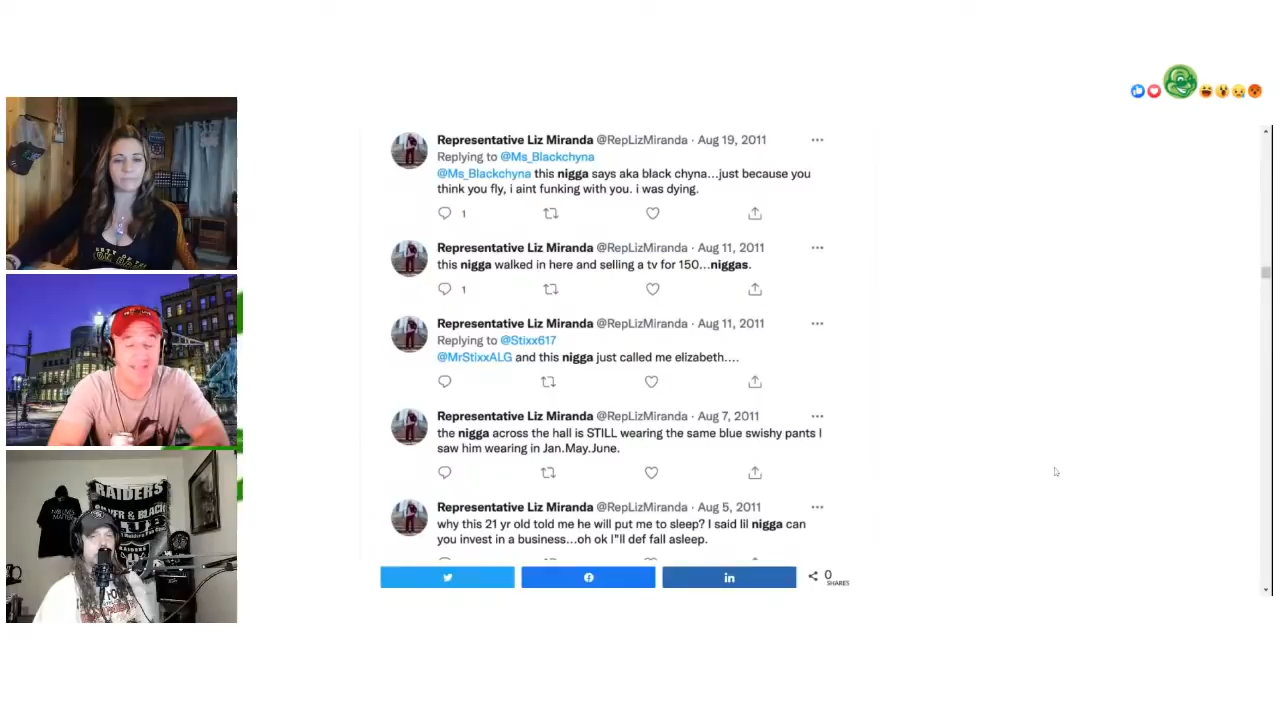 Representative Liz Miranda @RepLizMiranda · Aug 19, 2011 ...
Replying to @Ms_Blackchyna
@Ms_Blackchyna this nigga says aka black chyna...just because you
think you fly, i aint funking with you. i was dying.
1
Representative Liz Miranda @RepLizMiranda · Aug 11, 2011 ...
this nigga walked in here and selling a tv for 150...niggas.
1
Representative Liz Miranda @RepLizMiranda · Aug 11, 2011 ...
Replying to @Stixx617
@MrStixxALG and this nigga just called me elizabeth....
Representative Liz Miranda @RepLizMiranda · Aug 7, 2011 ...
the nigga across the hall is STILL wearing the same blue swishy pants I
saw him wearing in Jan.May.June.
Representative Liz Miranda @RepLizMiranda · Aug 5, 2011 ...
why this 21 yr old told me he will put me to sleep? I said lil nigga can
you invest in a business...oh ok I"ll def fall asleep.
in
0
SHARES
RAIDERS
SILVER & BLACK
NO LIVES
MATTER